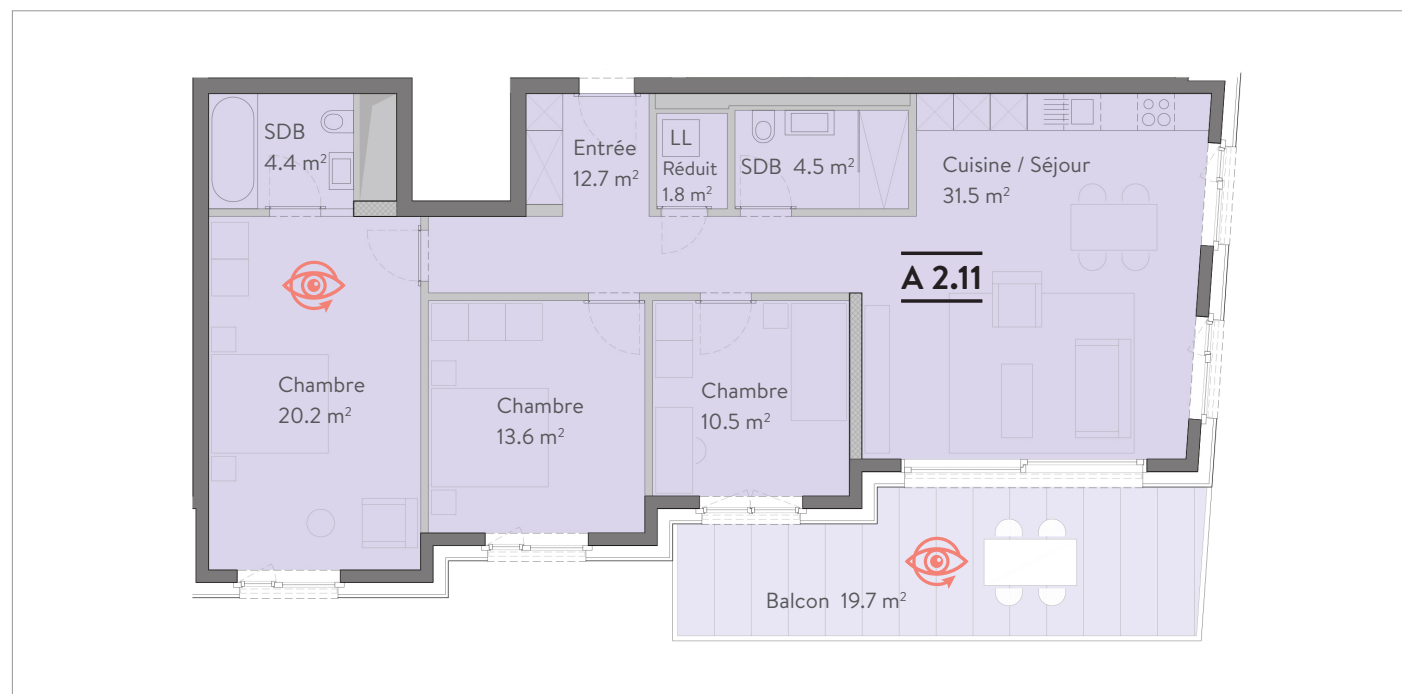 SDB
4.4 m²
Entrée
12.7 m²
LL
Réduit
1.8 m²
SDB 4.5 m²
Cuisine / Séjour
31.5 m²
A 2.11
Chambre
20.2 m²
Chambre
13.6 m²
Chambre
10.5 m²
Balcon 19.7 m²